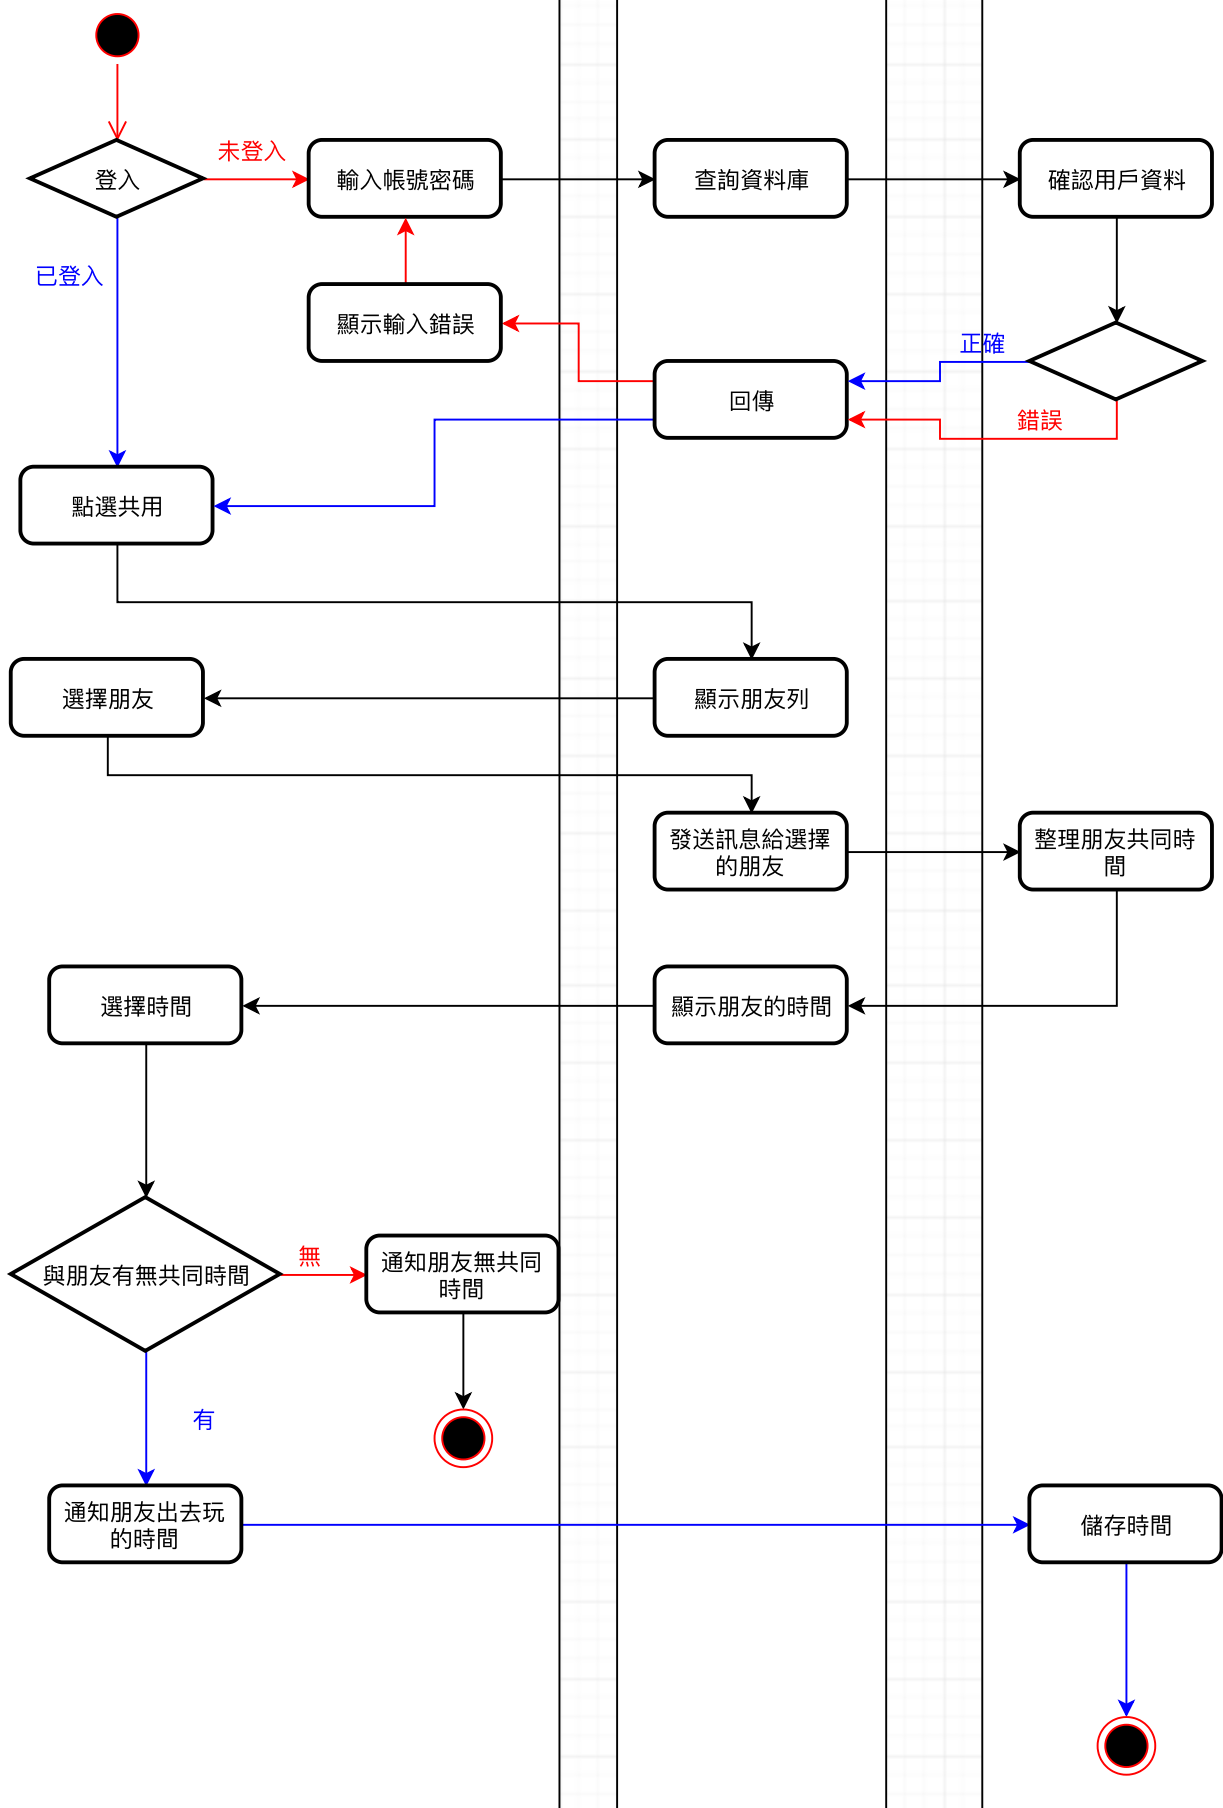 未登入
登入
輸入帳號密碼
查詢資料庫
確認用戶資料
已登入
顯示輸入錯誤
正確
回傳
錯誤
點選共用
選擇朋友
顯示朋友列
發送訊息給選擇
的朋友
整理朋友共同時
間
選擇時間
顯示朋友的時間
與朋友有無共同時間
無
通知朋友無共同
時間
有
通知朋友出去玩
的時間
儲存時間